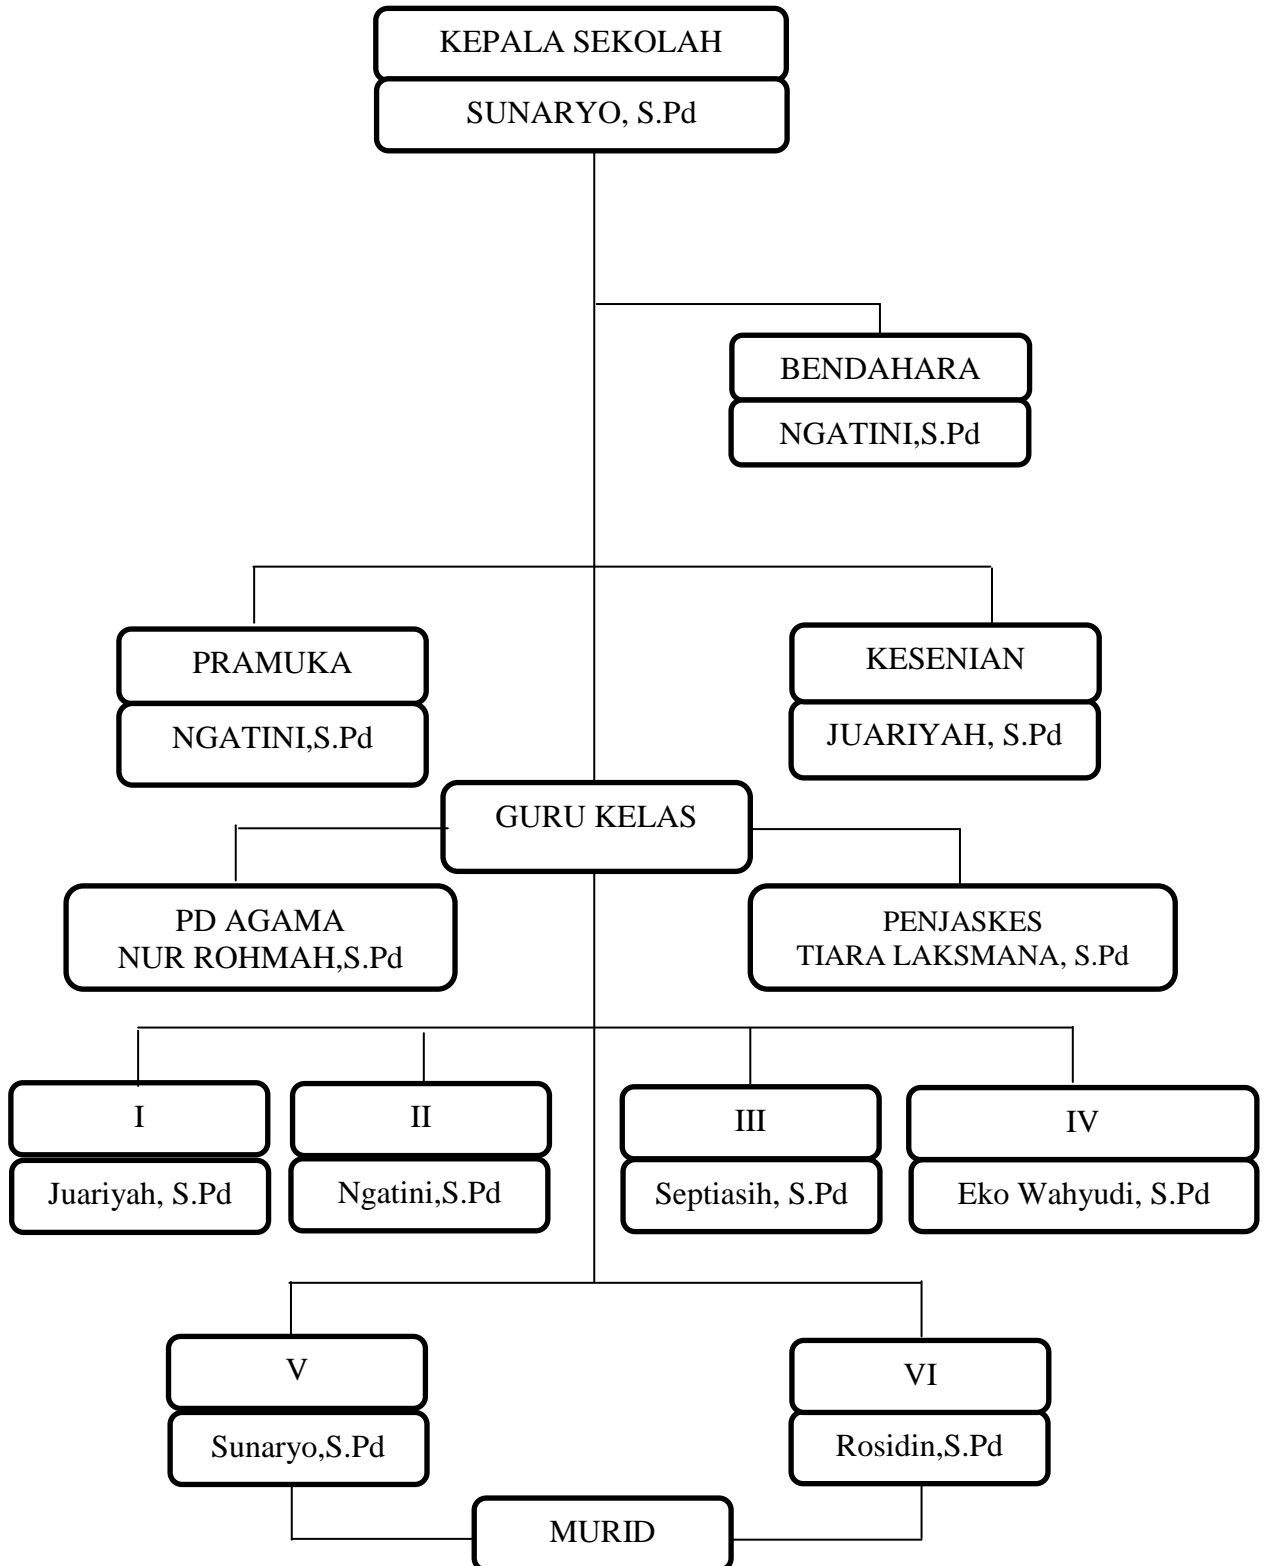 KEPALA SEKOLAH
SUNARYO, S.Pd
BENDAHARA
NGATINI,S.Pd
PRAMUKA
NGATINI,S.Pd
KESENIAN
JUARIYAH, S.Pd
GURU KELAS
PD AGAMA
NUR ROHMAH,S.Pd
PENJASKES
TIARA LAKSMANA, S.Pd
I
Juariyah, S.Pd
II
Ngatini,S.Pd
III
Septiasih, S.Pd
IV
Eko Wahyudi, S.Pd
V
Sunaryo,S.Pd
VI
Rosidin,S.Pd
MURID